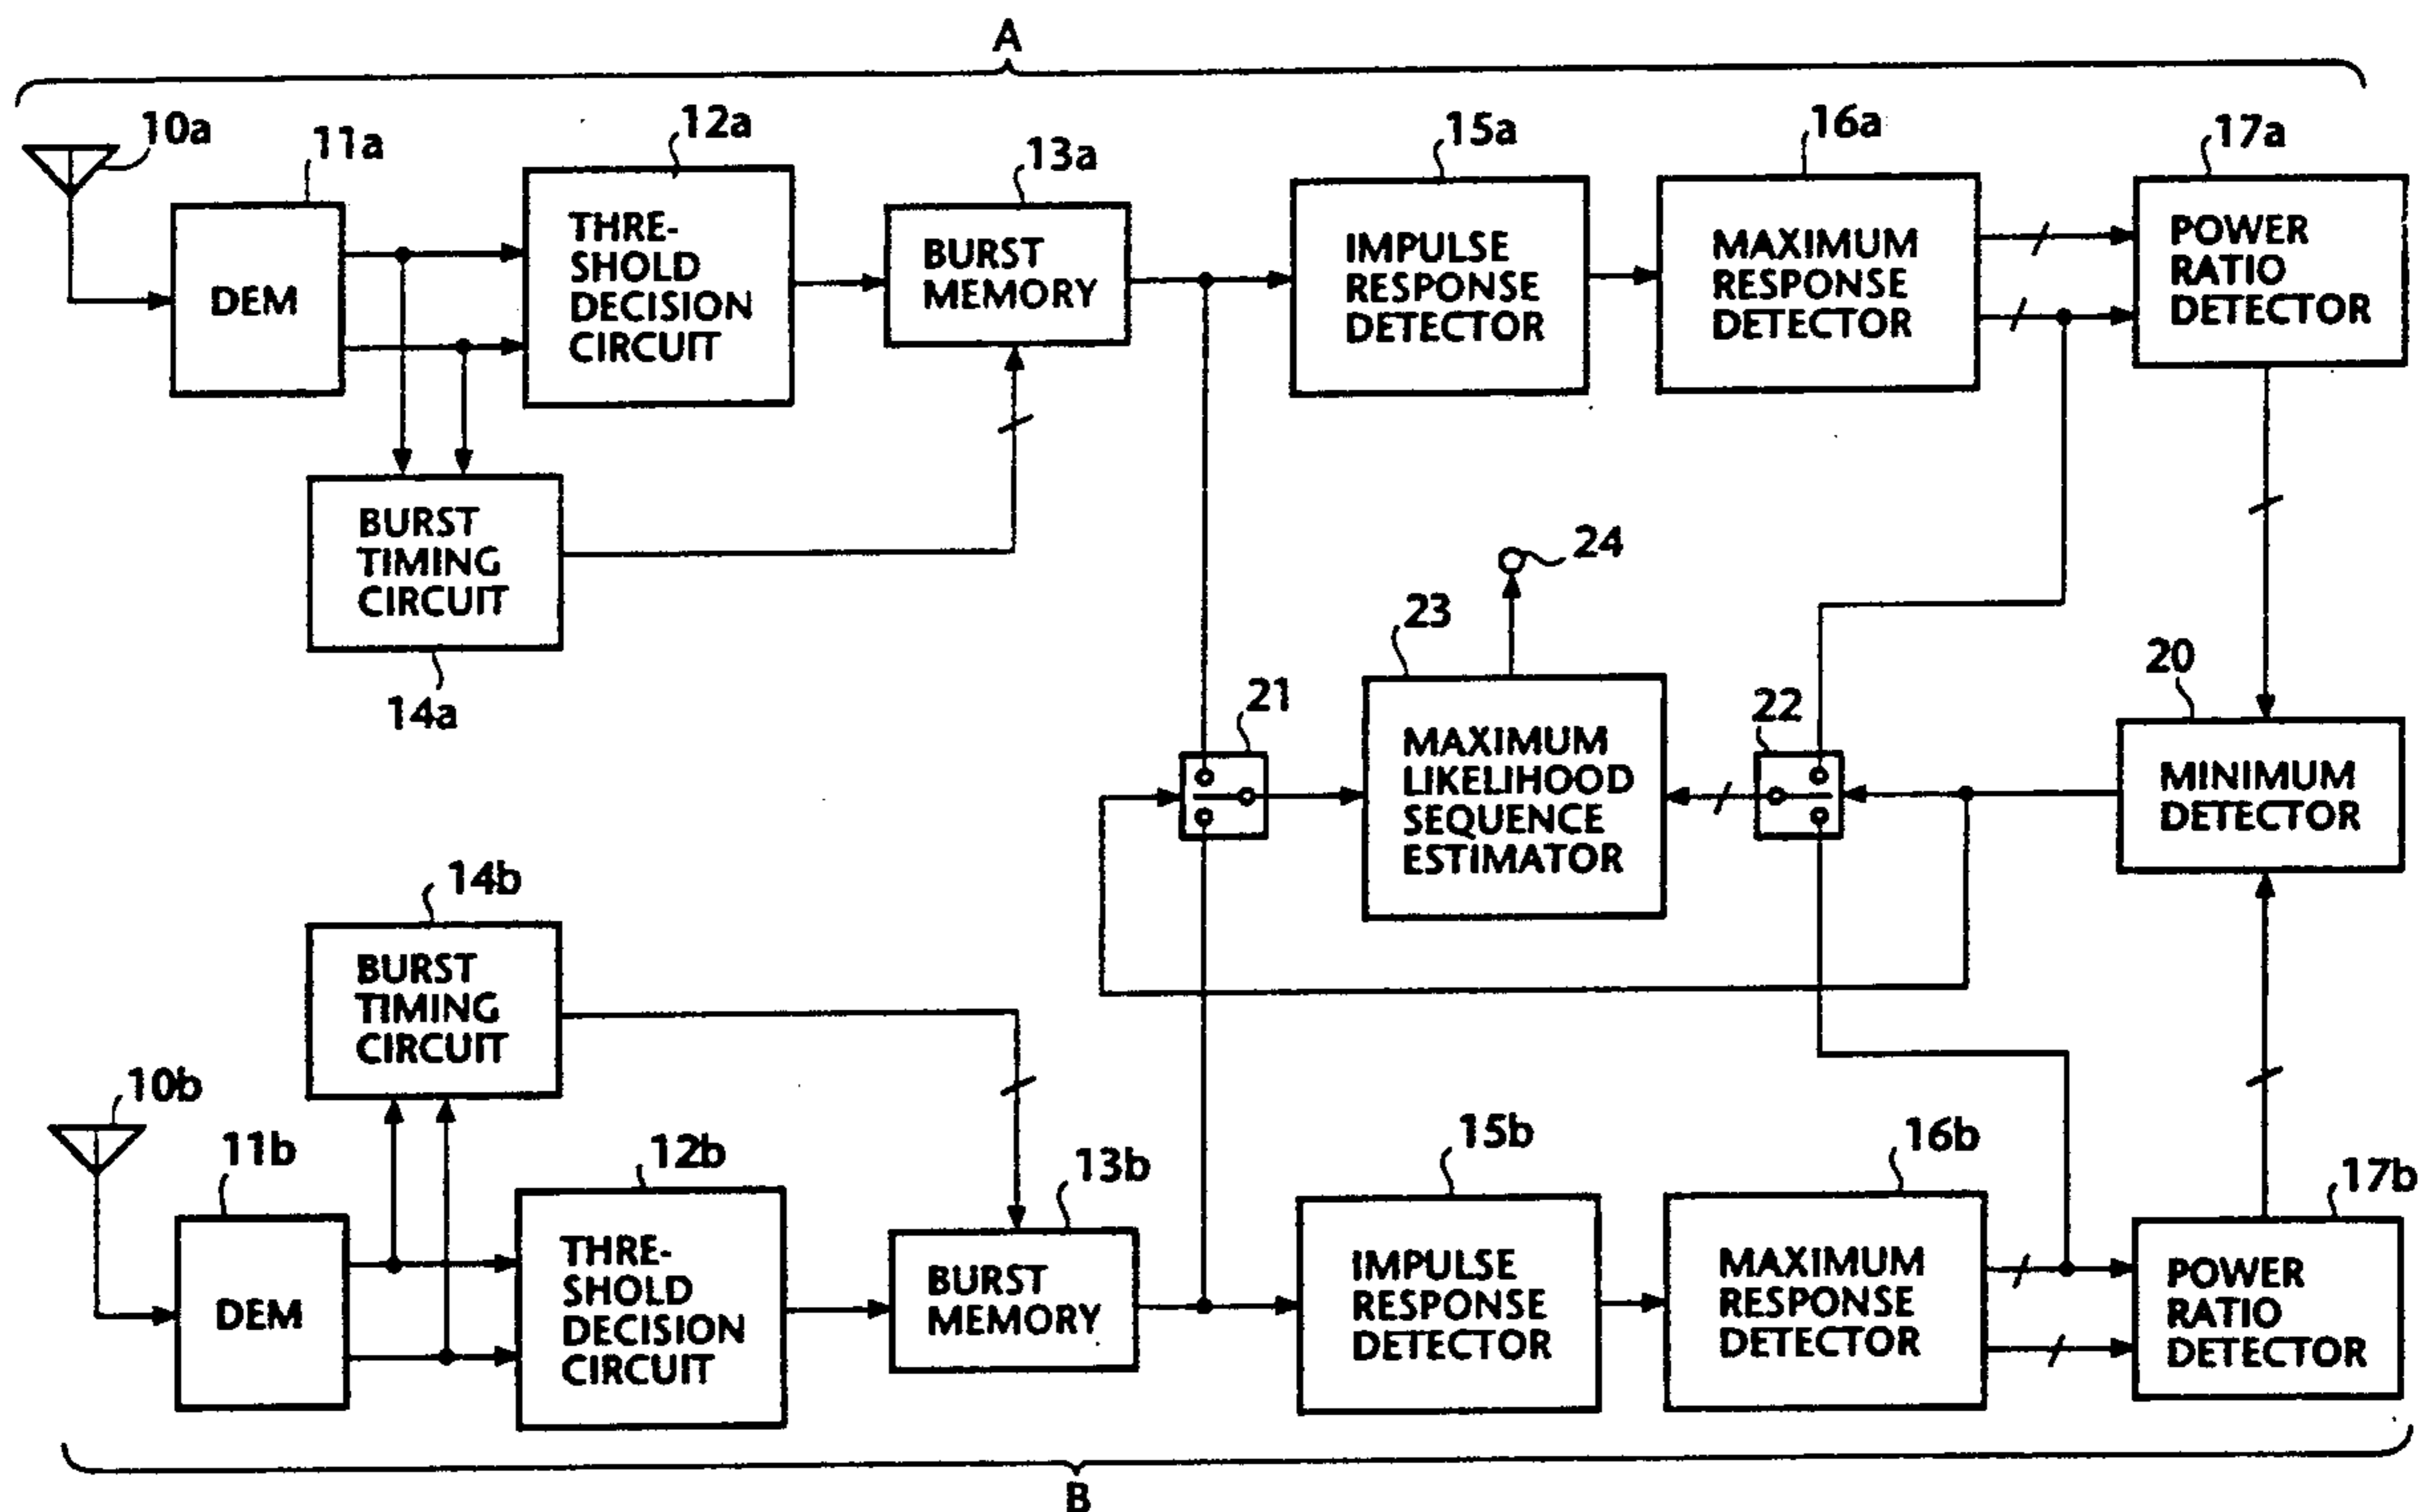 A
10a
11a
12a
13a
15a
16a
17a
DEM
THRE-
SHOLD
DECISION
CIRCUIT
BURST
MEMORY
IMPULSE
RESPONSE
DETECTOR
MAXIMUM
RESPONSE
DETECTOR
POWER
RATIO
DETECTOR
BURST
TIMING
CIRCUIT
14a
24
23
21
22
20
MAXIMUM
LIKELIHOOD
SEQUENCE
ESTIMATOR
MINIMUM
DETECTOR
14b
BURST
TIMING
CIRCUIT
10b
11b
12b
13b
15b
16b
17b
DEM
THRE-
SHOLD
DECISION
CIRCUIT
BURST
MEMORY
IMPULSE
RESPONSE
DETECTOR
MAXIMUM
RESPONSE
DETECTOR
POWER
RATIO
DETECTOR
B